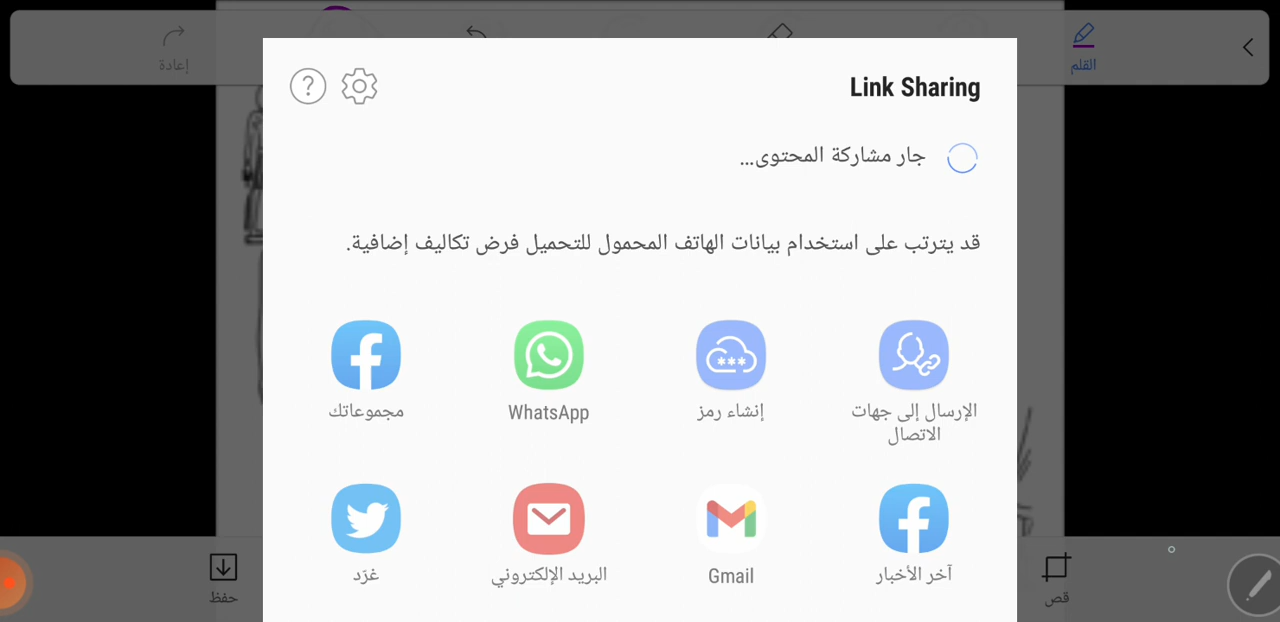 القلم
إعادة
Link Sharing
جار مشاركة المحتوى...
قد يترتب على استخدام بيانات الهاتف المحمول للتحميل فرض تكاليف إضافية.
الإرسال إلى جهات
الاتصال
إنشاء رمز
WhatsApp
مجموعاتك
آخر الأخبار
Gmail
البريد الإلكتروني
غرّد
قص
حفظ